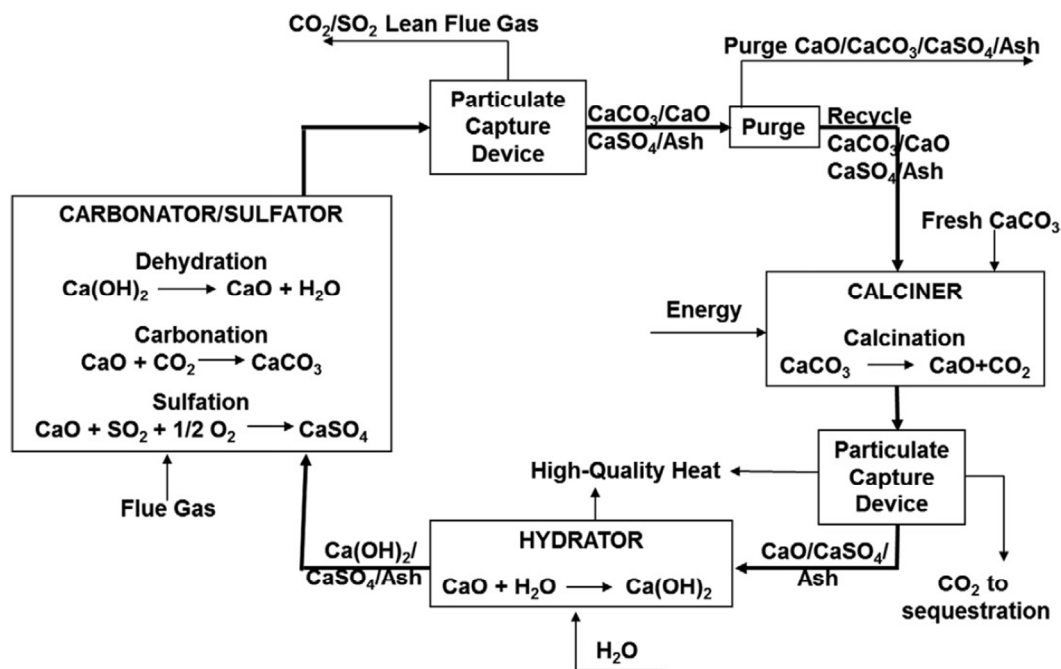 CO₂/SO₂ Lean Flue Gas
Purge CaO/CaCO₃/CaSO₄/Ash
Particulate
Capture
Device
CaCO₃/CaO
CaSO₄/Ash
Purge
Recycle
CaCO₃/CaO
CaSO₄/Ash
CARBONATOR/SULFATOR
Dehydration
Ca(OH)₂ → CaO + H₂O
Carbonation
CaO + CO₂ → CaCO₃
Sulfation
CaO + SO₂ + 1/2 O₂ → CaSO₄
Flue Gas
Fresh CaCO₃
Energy
CALCINER
Calcination
CaCO₃ → CaO+CO₂
Particulate
Capture
Device
High-Quality Heat
CO₂ to
sequestration
CaO/CaSO₄/
Ash
HYDRATOR
CaO + H₂O → Ca(OH)₂
Ca(OH)₂/
CaSO₄/Ash
H₂O